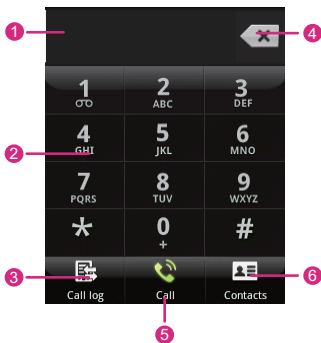 1
4
1 2 3
ABC DEF
4 5 6
GHI JKL MNO
2
7 8 9
PQRS TUV WXYZ
* 0 #
+
3
6
Call log Call Contacts
5